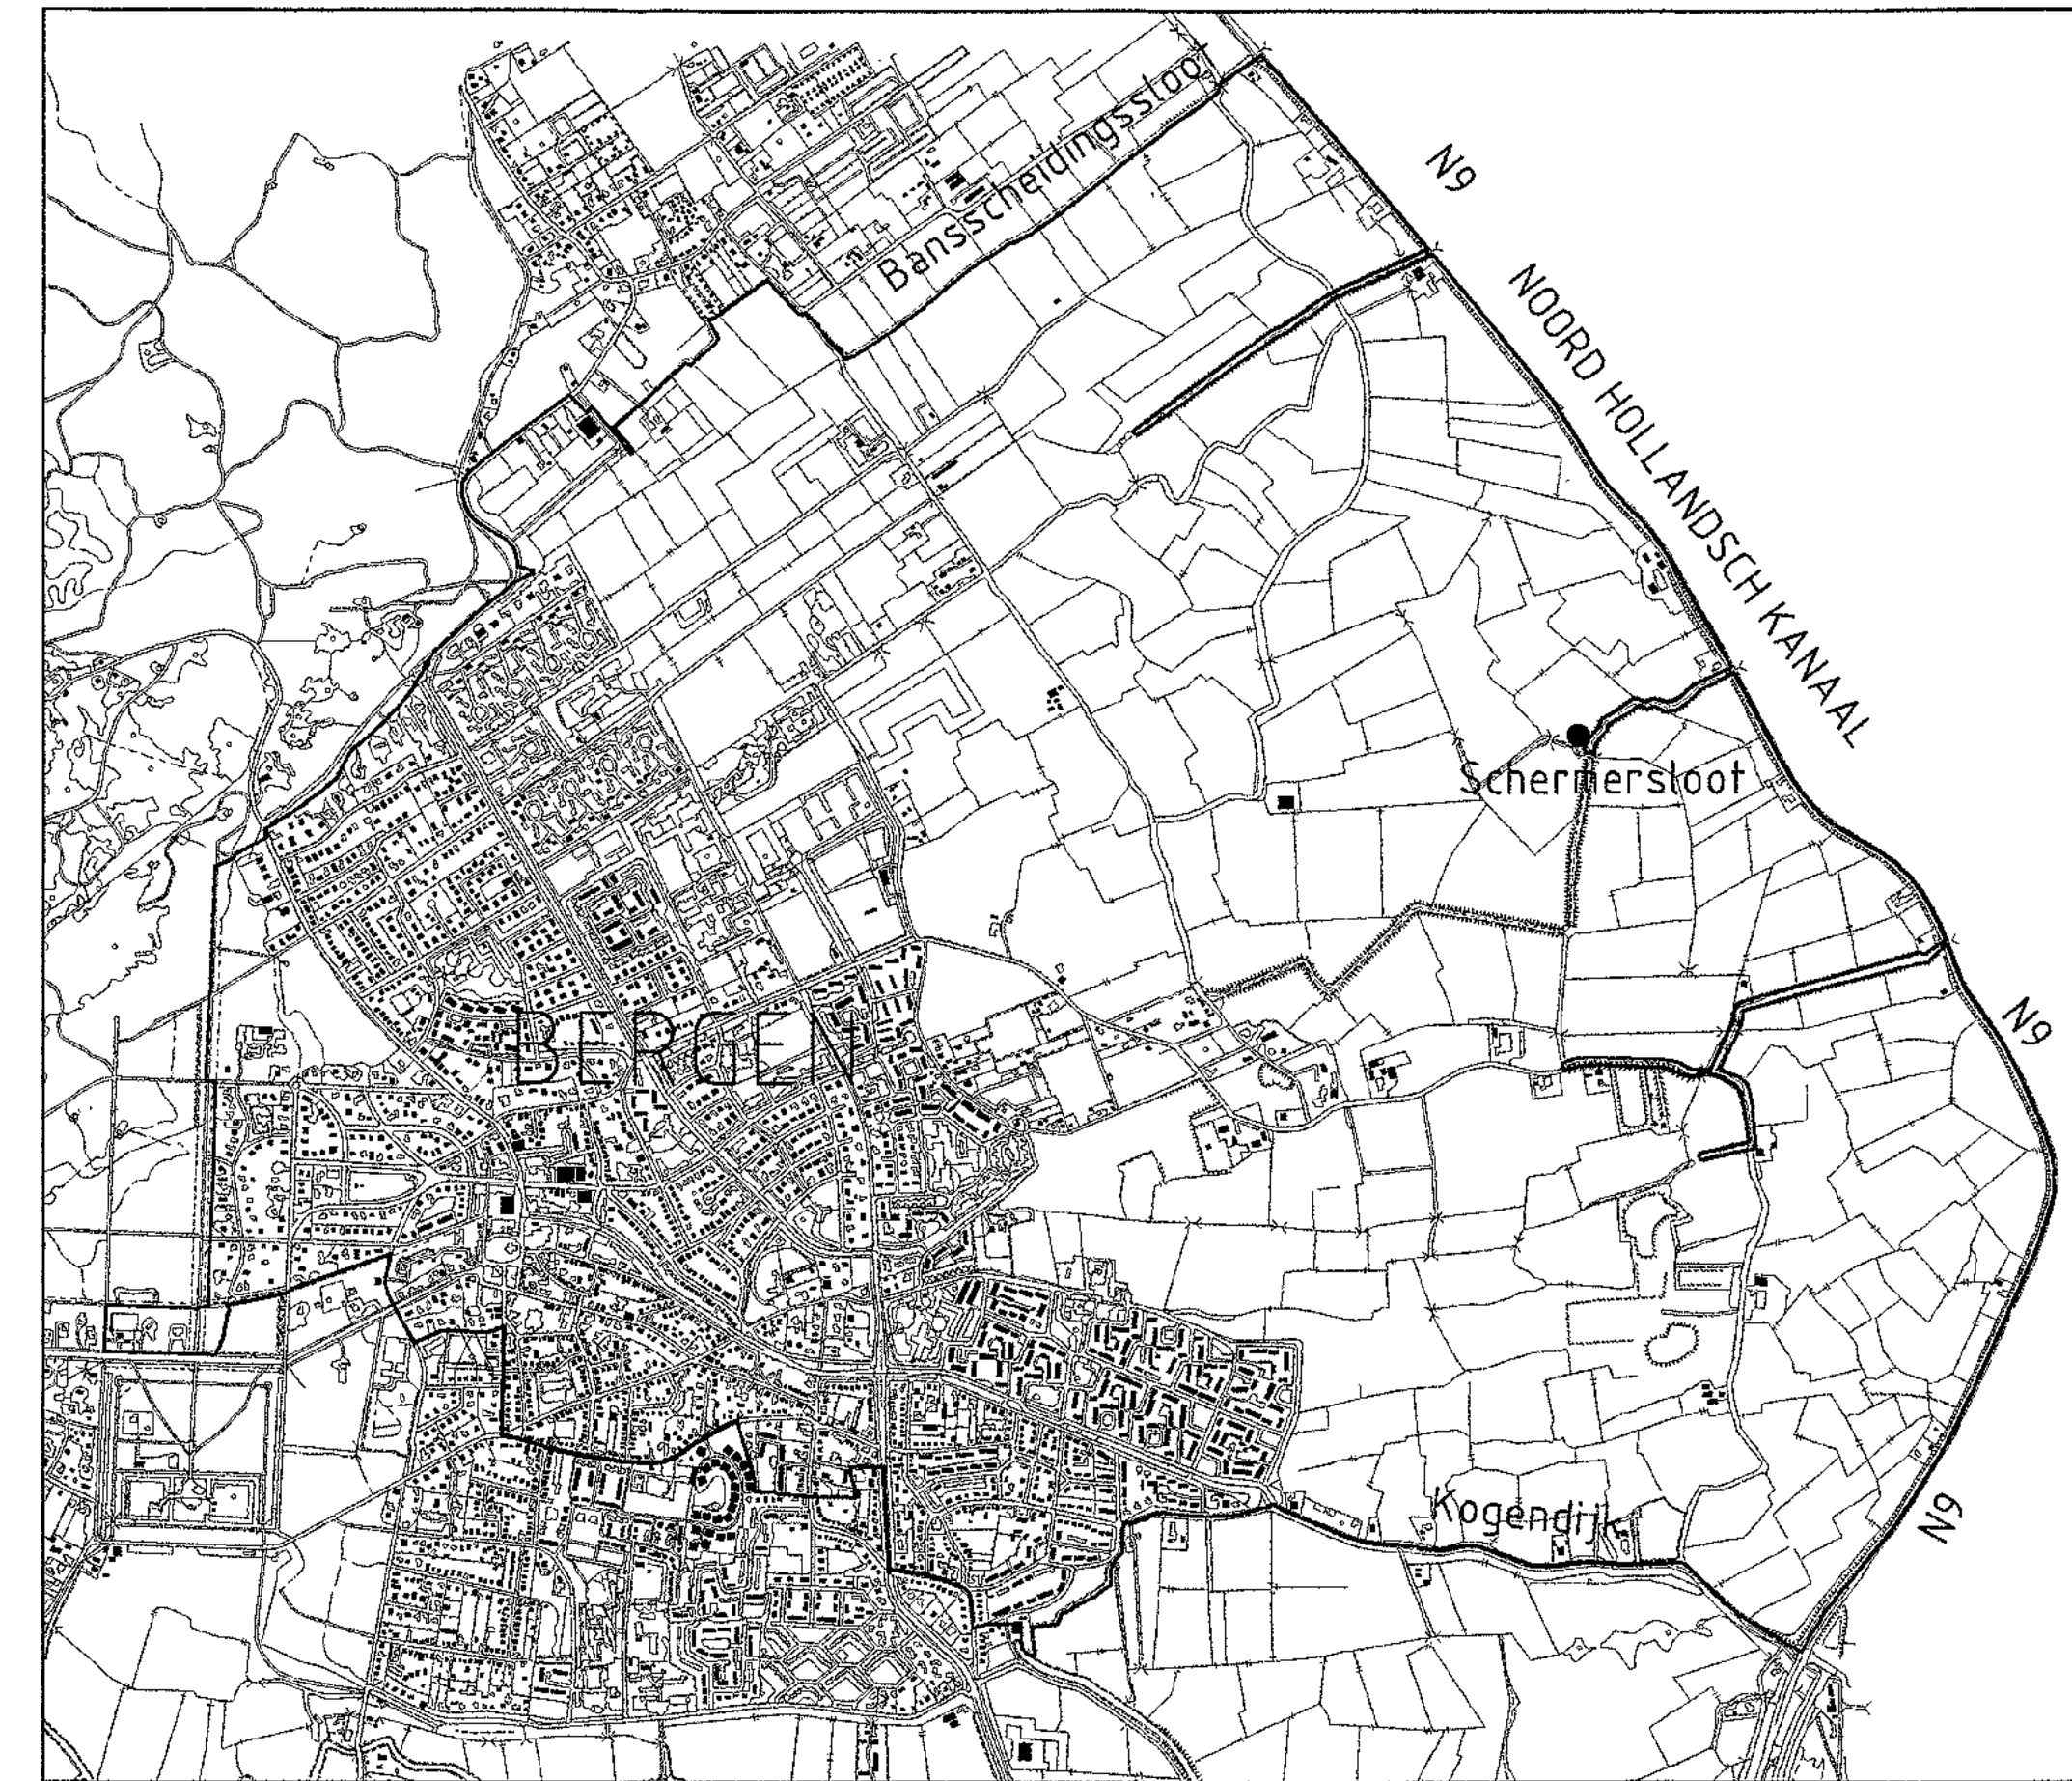 Bansscheidingssloot
N9
NOORD HOLLANDSCH KANAAL
Schermersloot
BERGEN
N9
Kogendijk
N9